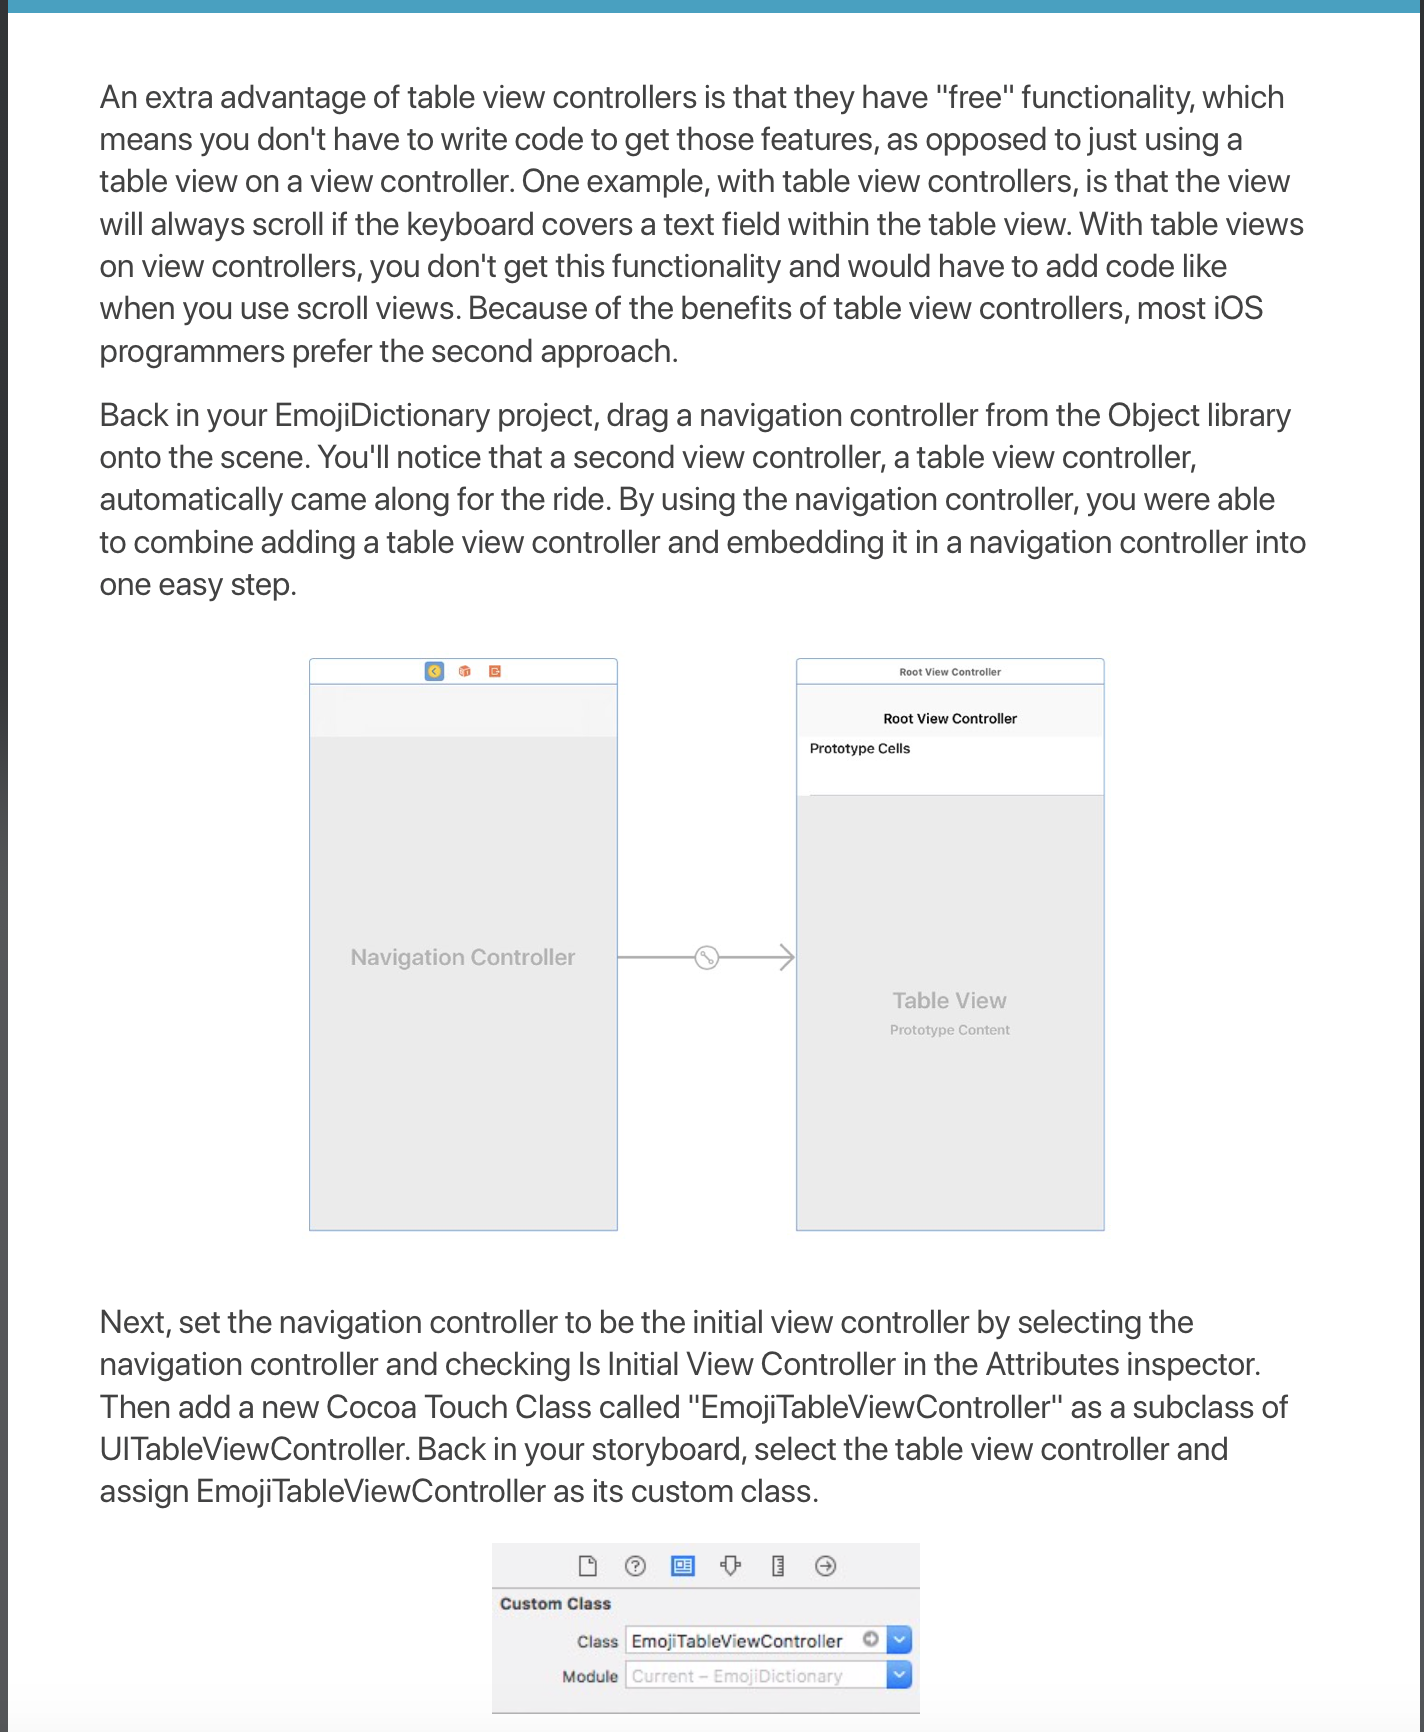 An extra advantage of table view controllers is that they have "free" functionality, which
means you don't have to write code to get those features, as opposed to just using a
table view on a view controller. One example, with table view controllers, is that the view
will always scroll if the keyboard covers a text field within the table view. With table views
on view controllers, you don't get this functionality and would have to add code like
when you use scroll views. Because of the benefits of table view controllers, most iOS
programmers prefer the second approach.
Back in your EmojiDictionary project, drag a navigation controller from the Object library
onto the scene. You'll notice that a second view controller, a table view controller,
automatically came along for the ride. By using the navigation controller, you were able
to combine adding a table view controller and embedding it in a navigation controller into
one easy step.
Root View Controller
Root View Controller
Prototype Cells
Navigation Controller
Table View
Prototype Content
Next, set the navigation controller to be the initial view controller by selecting the
navigation controller and checking Is Initial View Controller in the Attributes inspector.
Then add a new Cocoa Touch Class called "EmojiTableViewController" as a subclass of
UITableViewController. Back in your storyboard, select the table view controller and
assign EmojiTableViewController as its custom class.
Custom Class
Class EmojiTableViewController
Module Current – EmojiDictionary